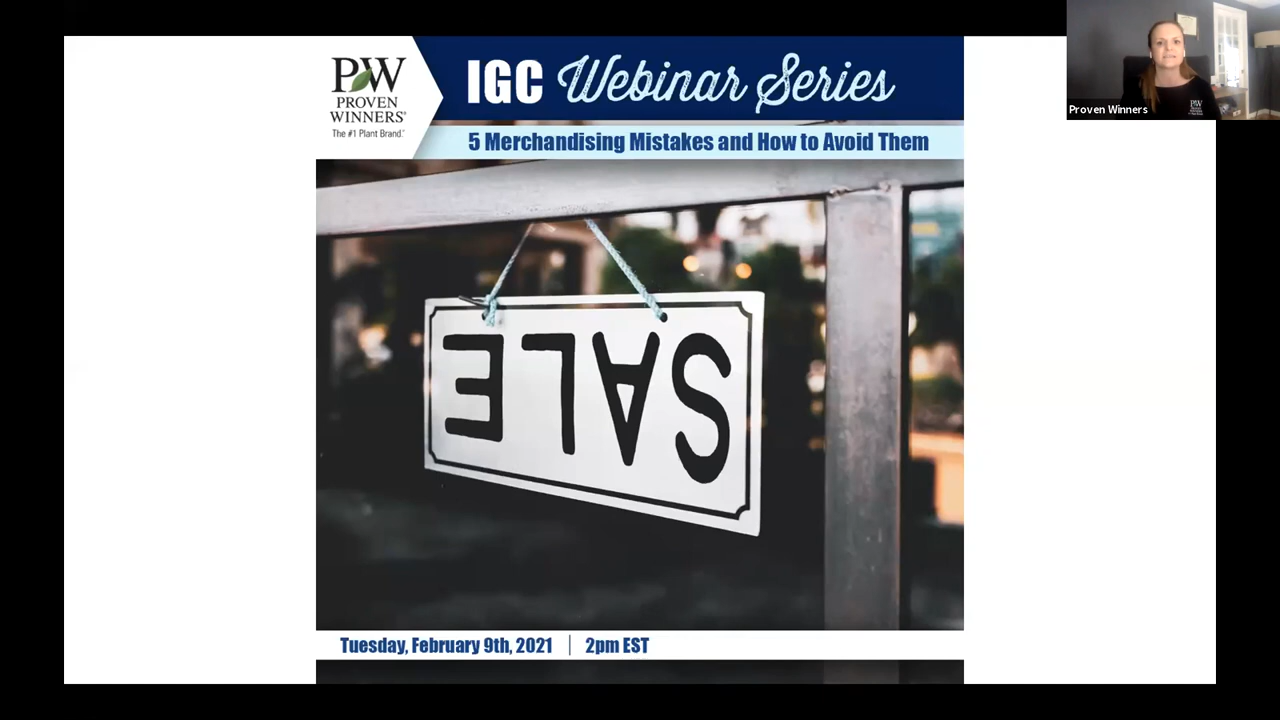 PW
PROVEN
WINNERS®
The #1 Plant Brand.®
IGC Webinar Series
5 Merchandising Mistakes and How to Avoid Them
SALE
Tuesday, February 9th, 2021 | 2pm EST
Proven Winners
PW